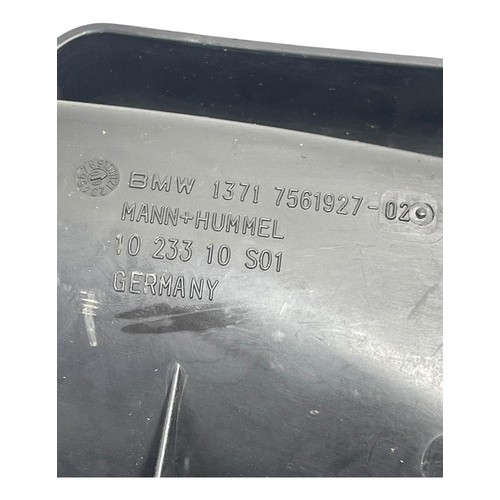 BMW 1371 7561927-02
MANN+HUMMEL
10 233 10 S01
GERMANY